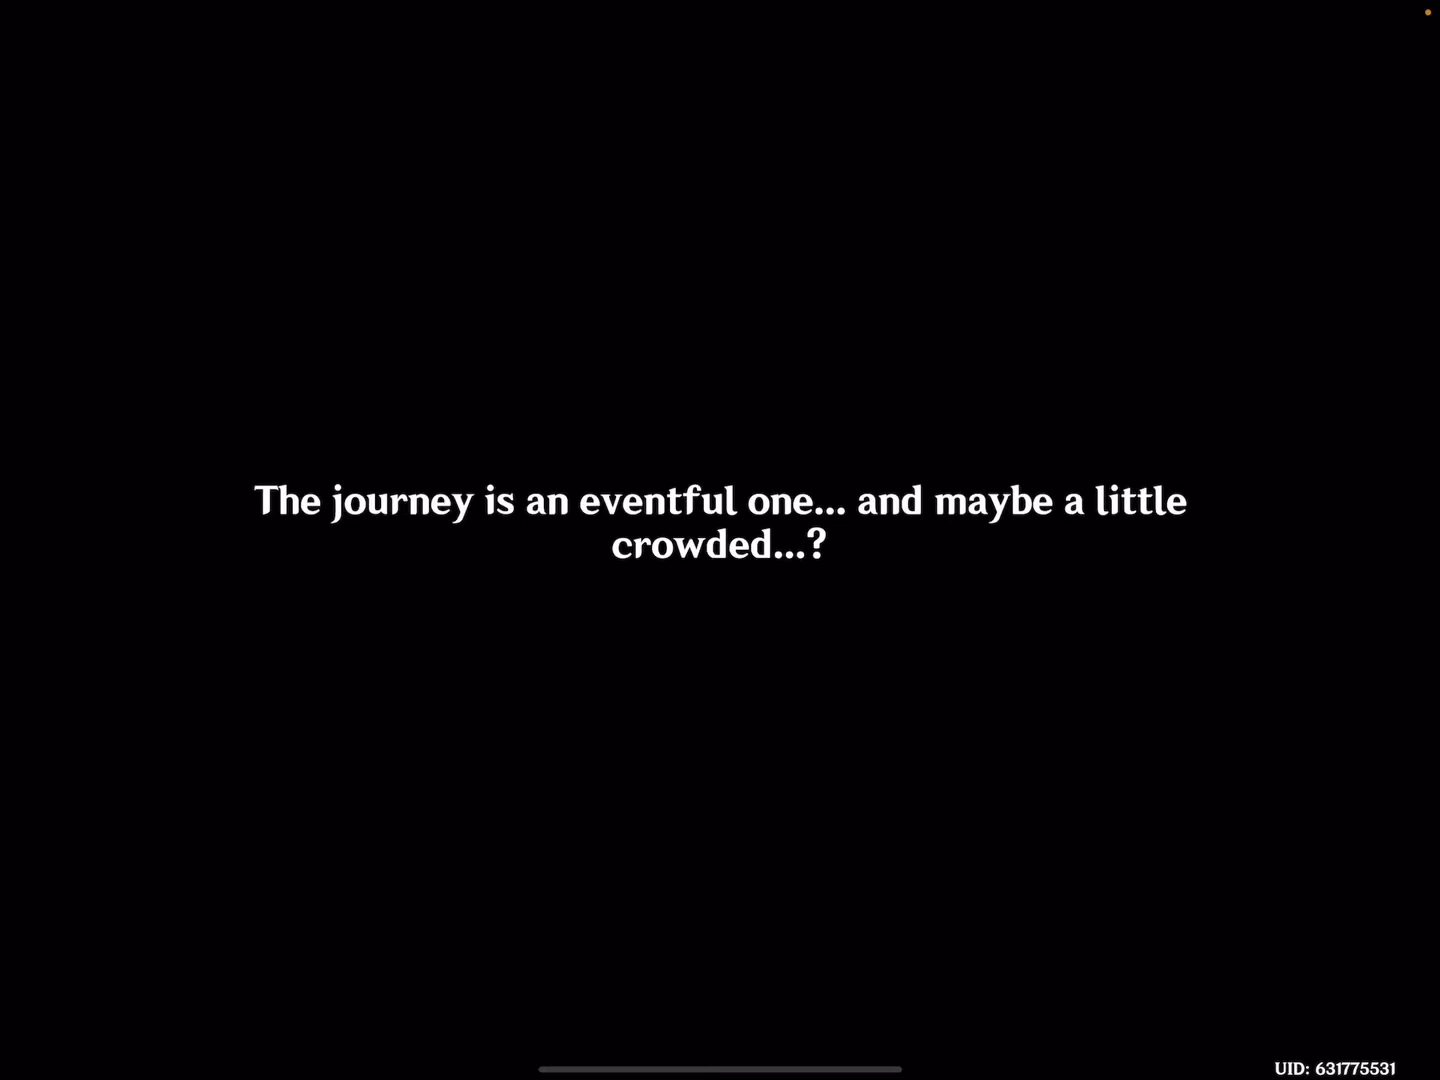 The journey is an eventful one... and maybe a little
crowded...?
UID: 631775531